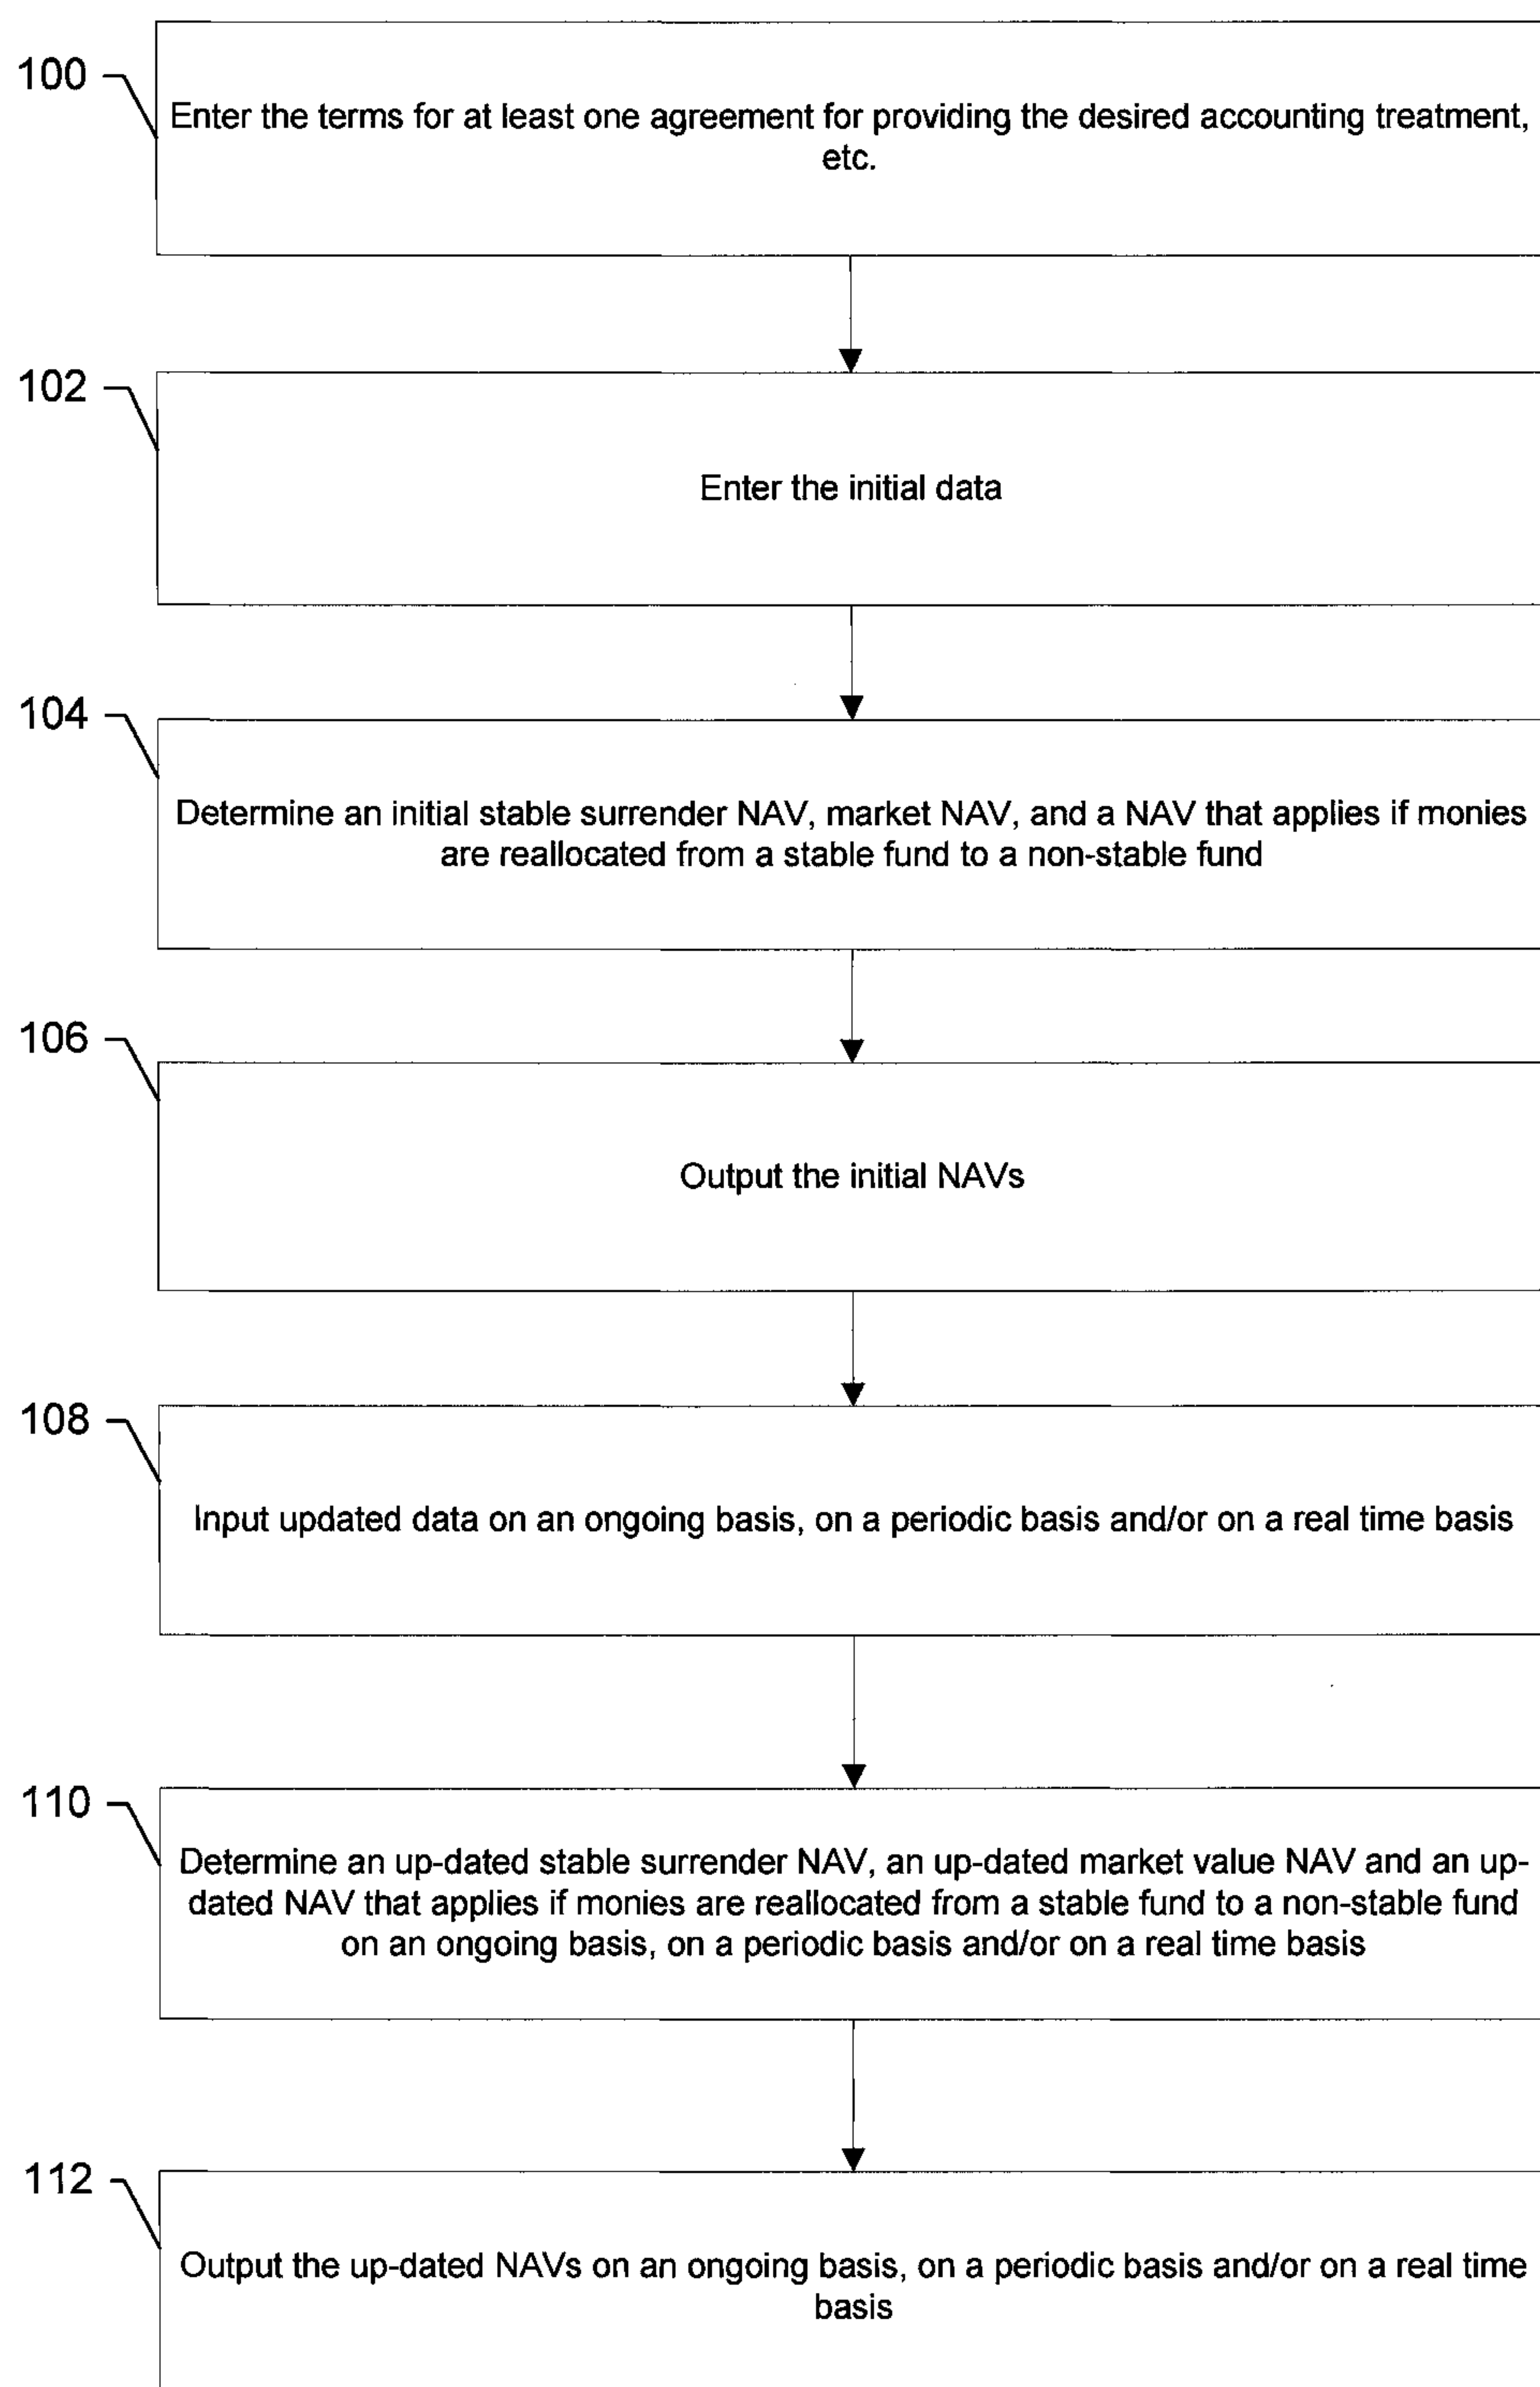 100
Enter the terms for at least one agreement for providing the desired accounting treatment,
etc.
102
Enter the initial data
104
Determine an initial stable surrender NAV, market NAV, and a NAV that applies if monies
are reallocated from a stable fund to a non-stable fund
106
Output the initial NAVs
108
Input updated data on an ongoing basis, on a periodic basis and/or on a real time basis
110
Determine an up-dated stable surrender NAV, an up-dated market value NAV and an up-
dated NAV that applies if monies are reallocated from a stable fund to a non-stable fund
on an ongoing basis, on a periodic basis and/or on a real time basis
112
Output the up-dated NAVs on an ongoing basis, on a periodic basis and/or on a real time
basis